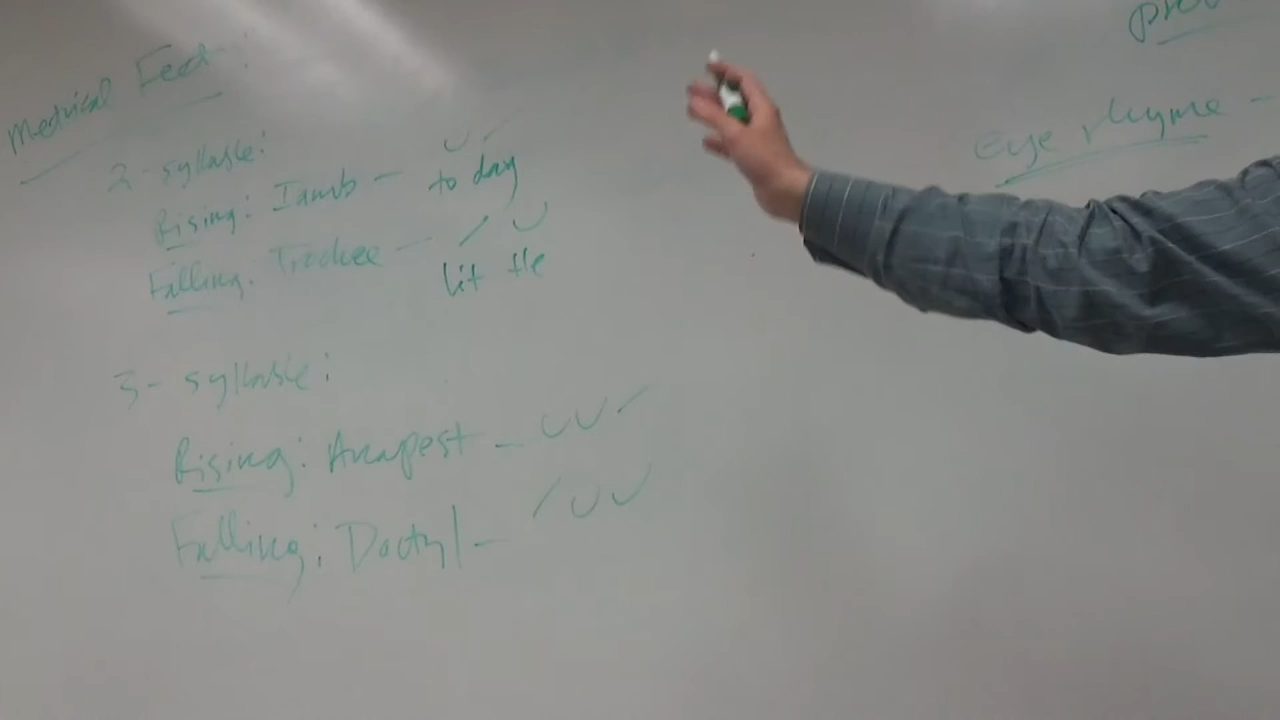 Metrical Feet:
2-syllable:
Rising: Iamb - to day
Falling: Trochee - lit tle
3-syllable:
Rising: Anapest - ∪∪/
Falling: Dactyl - /∪∪
Eye rhyme -